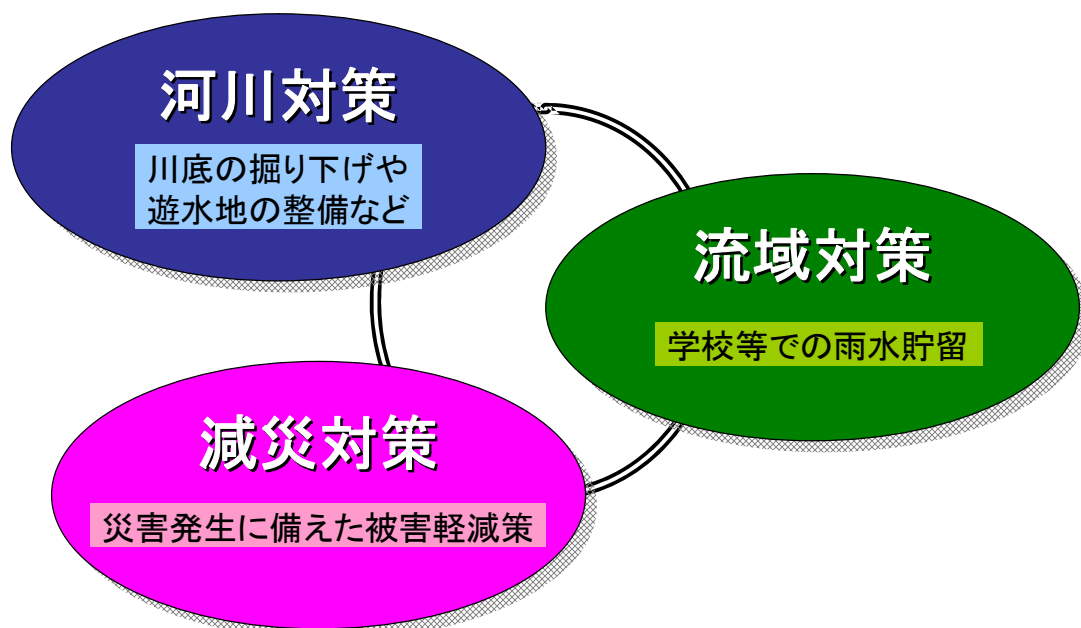 河川対策
川底の掘り下げや
遊水地の整備など
流域対策
学校等での雨水貯留
減災対策
災害発生に備えた被害軽減策